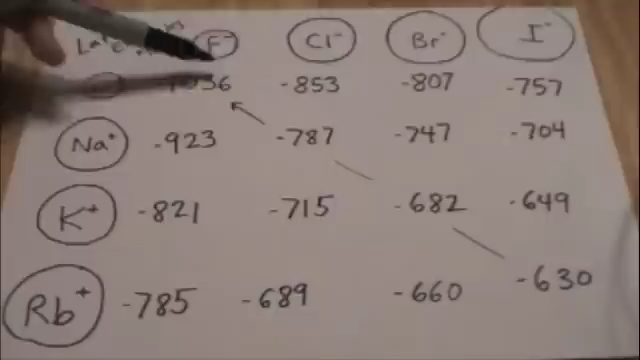 F⁻ Cl⁻ Br⁻ I⁻
-853 -807 -757
Na⁺ -923 -787 -747 -704
K⁺ -821 -715 -682 -649
Rb⁺ -785 -689 -660 -630